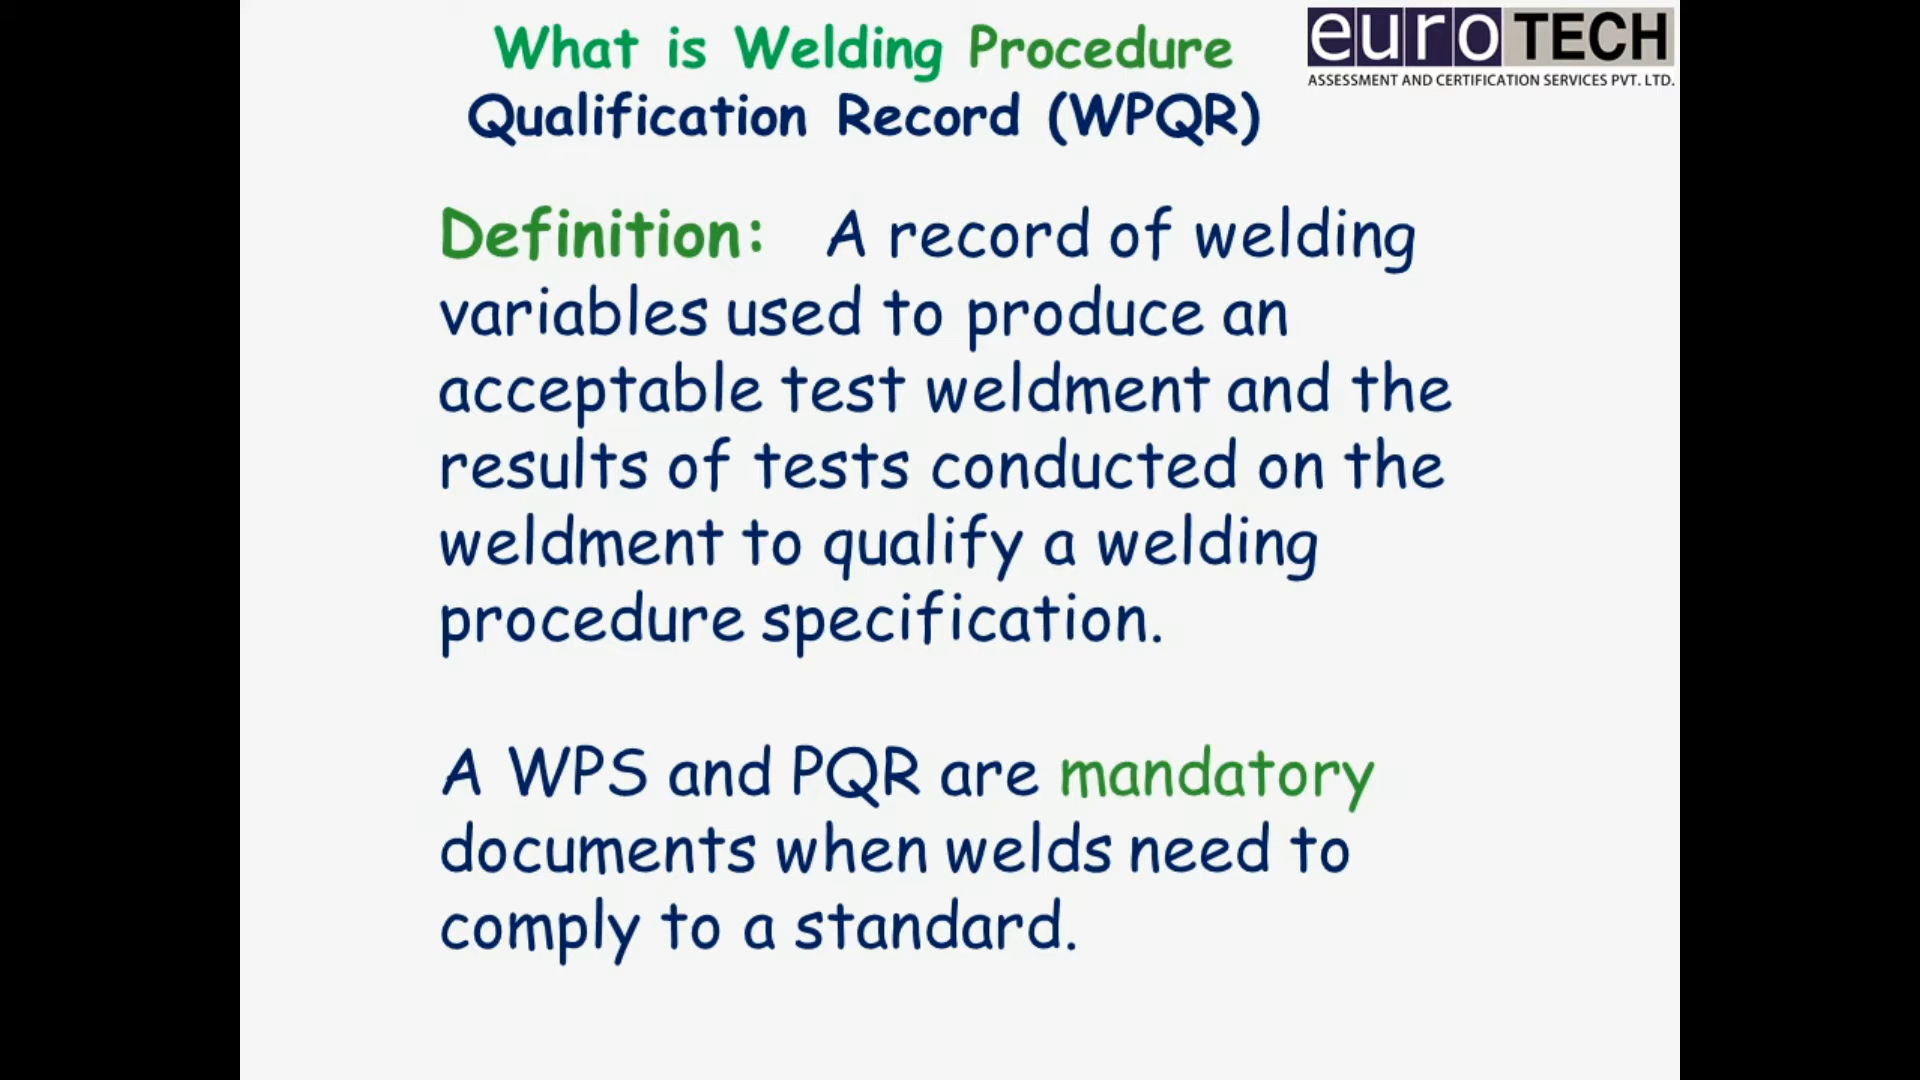 What is Welding Procedure
Qualification Record (WPQR)
euroTECH
ASSESSMENT AND CERTIFICATION SERVICES PVT. LTD.
Definition: A record of welding
variables used to produce an
acceptable test weldment and the
results of tests conducted on the
weldment to qualify a welding
procedure specification.
A WPS and PQR are mandatory
documents when welds need to
comply to a standard.